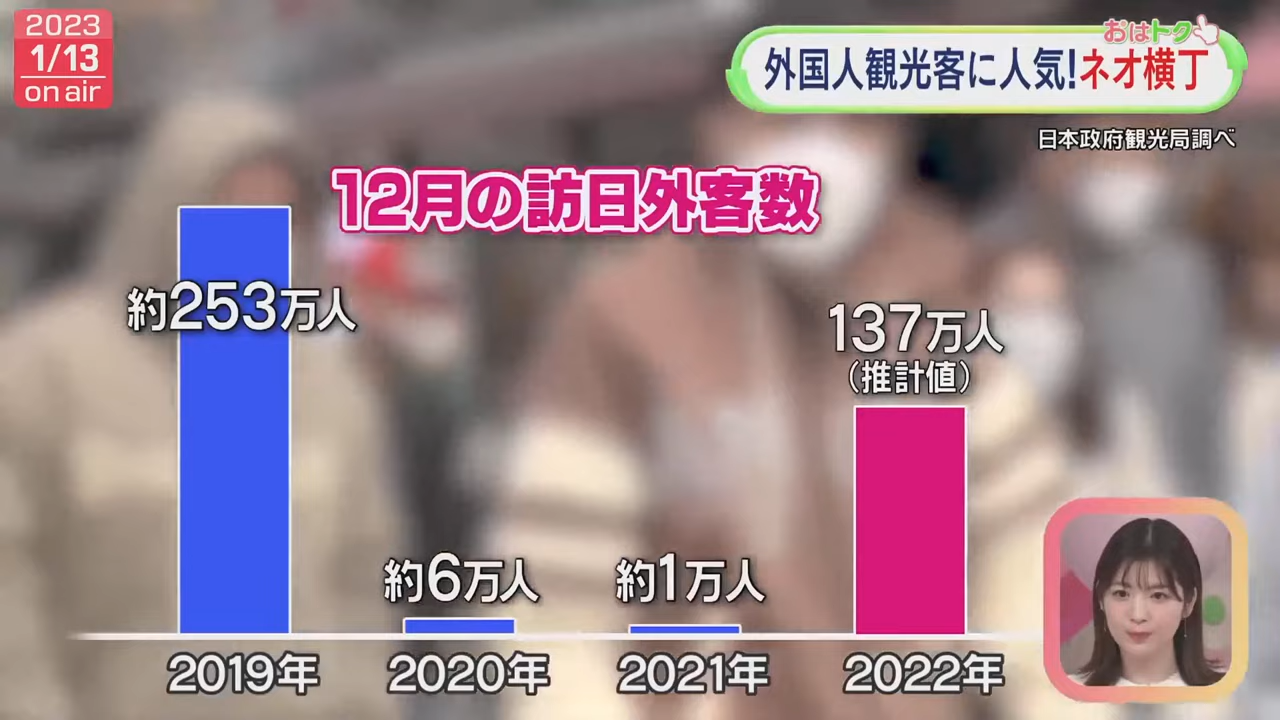 2023
1/13
on air
おはトク
外国人観光客に人気!ネオ横丁
日本政府観光局調べ
12月の訪日外客数
約253万人
137万人
(推計値)
約6万人
約1万人
2019年
2020年
2021年
2022年